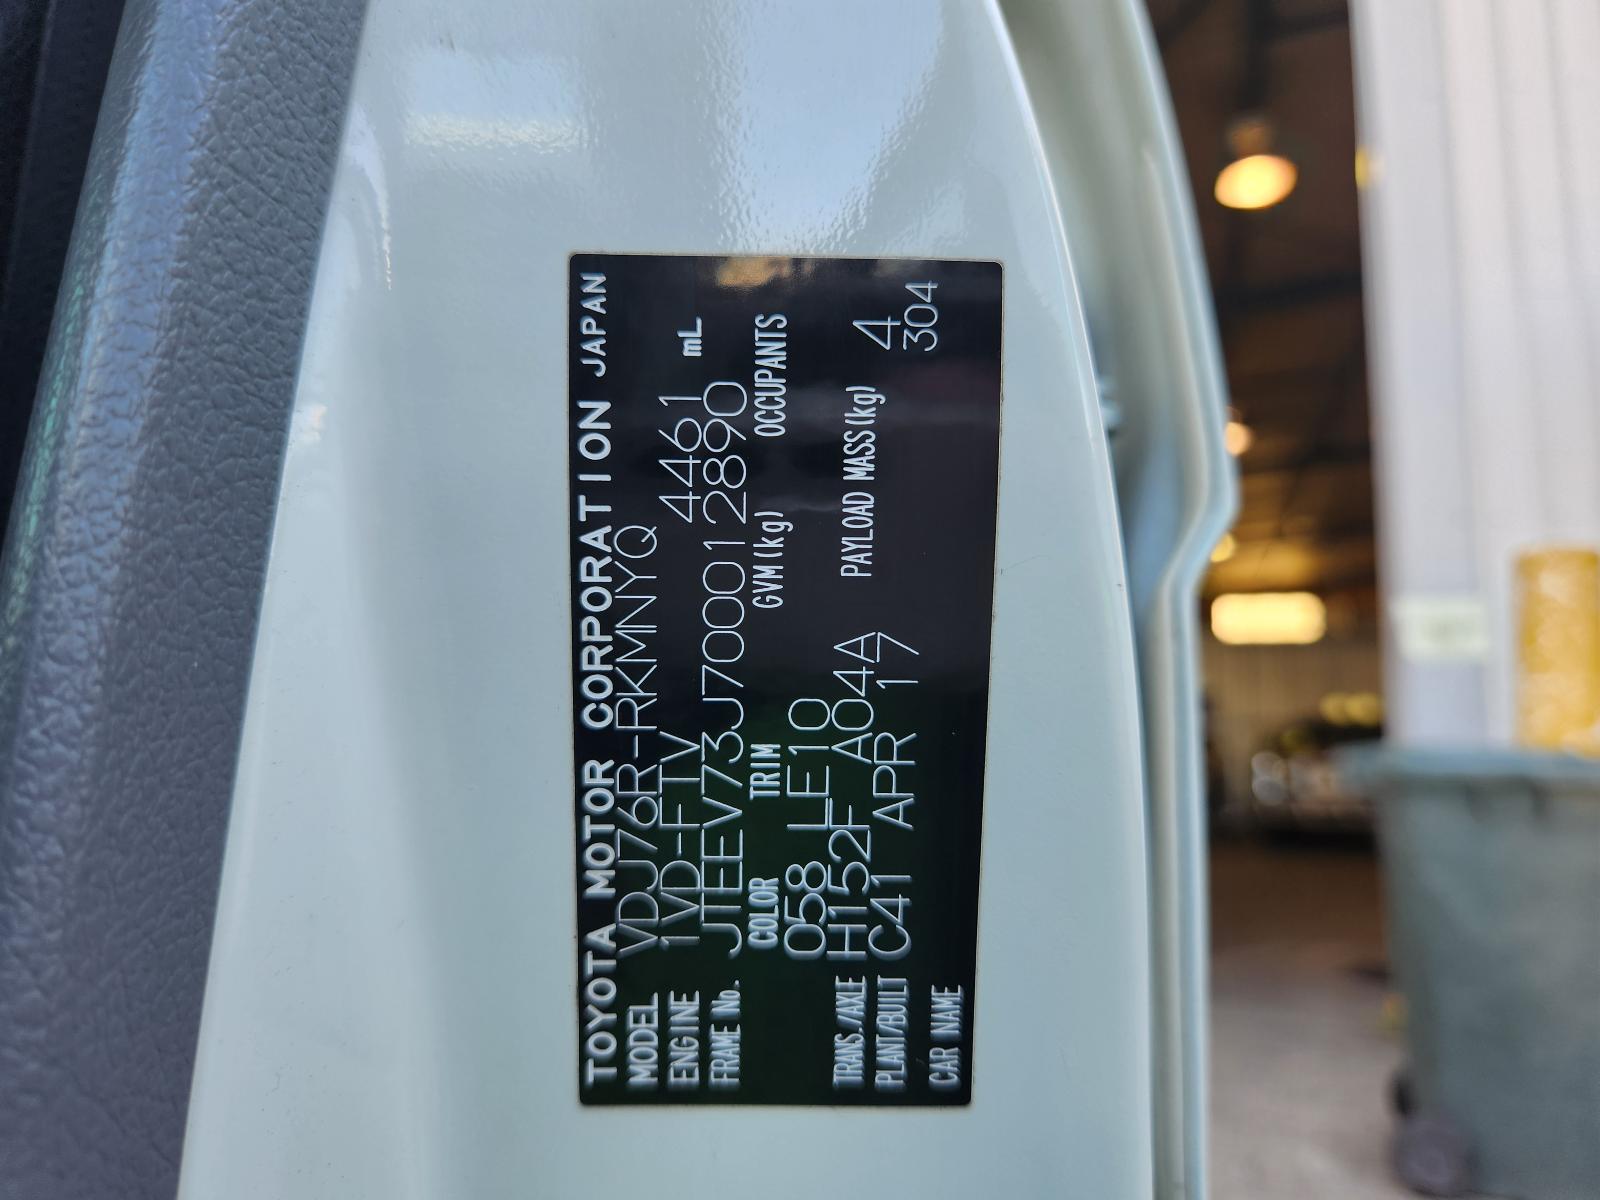 TOYOTA MOTOR CORPORATION JAPAN
MODEL VDJ76R-RKMNYQ
ENGINE 1VD-FTV 4461 mL
FRAME No. JTEEV73J700012890
COLOR TRIM GVM(kg) OCCUPANTS
058 LE10
TRANS./AXLE H152F A04A PAYLOAD MASS(kg) 4
PLANT/BUILT C41 APR 17 304
CAR NAME